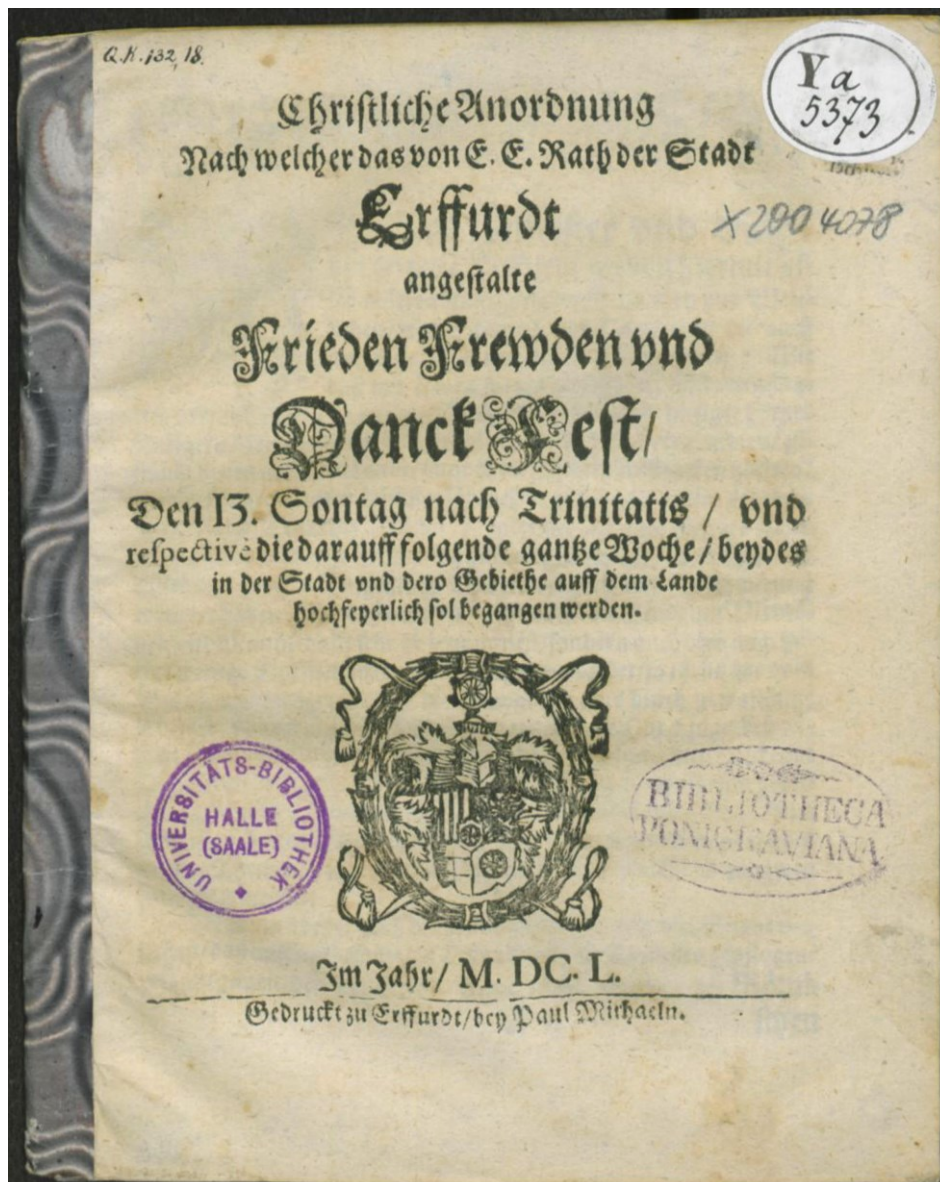 Q.K.132,18.
Ya
5373
Christliche Anordnung
Nach welcher das von E. E. Rath der Stadt
Erffurdt
X2004078
angestalte
Frieden Frewden vnd
Danck Fest/
Den 13. Sontag nach Trinitatis / vnd
respectivè die darauff folgende gantze Woche / beydes
in der Stadt vnd dero Gebiethe auff dem Lande
hochfeyerlich sol begangen werden.
UNIVERSITÄTS-BIBLIOTHEK
HALLE
(SAALE)
BIBLIOTHECA
PONICKAVIANA
Im Jahr/ M. DC. L.
Gedruckt zu Erffurdt/bey Paul Michaeln.